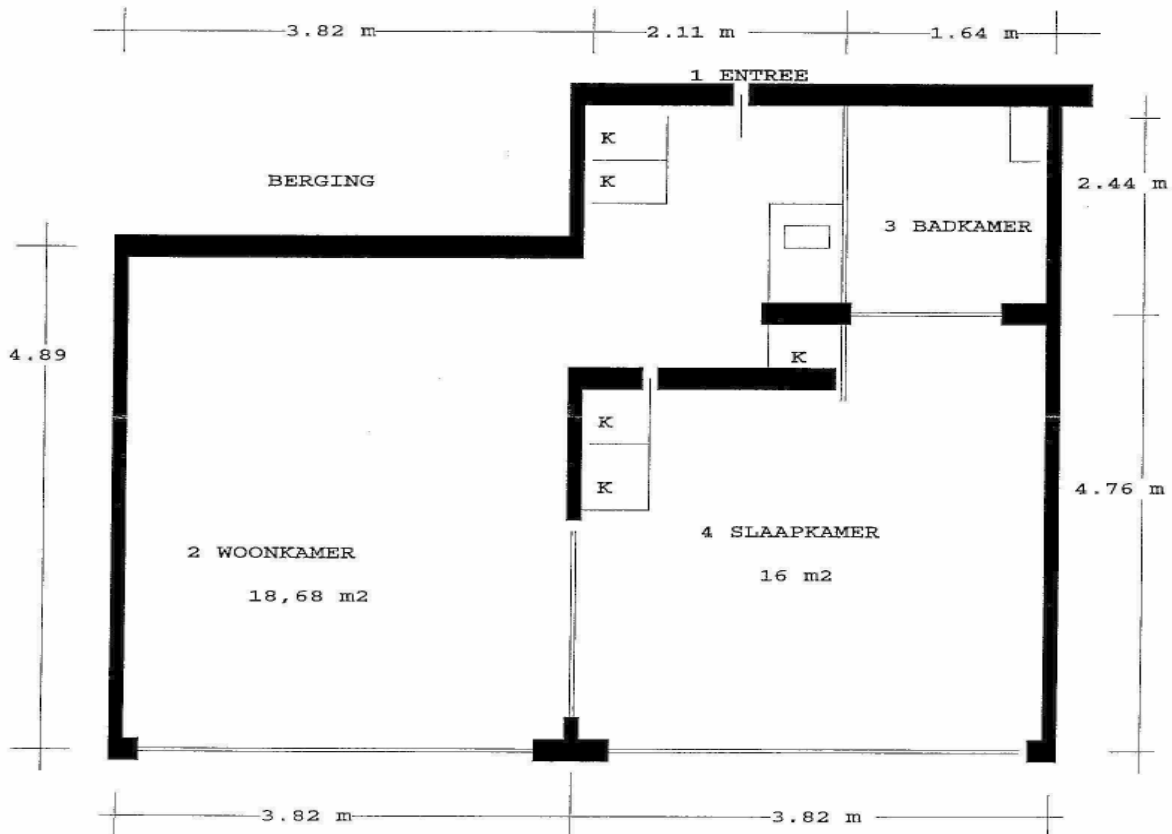 3.82 m
2.11 m
1.64 m
1 ENTREE
K
K
BERGING
2.44 m
3 BADKAMER
4.89
K
K
K
4.76 m
4 SLAAPKAMER
16 m2
2 WOONKAMER
18,68 m2
3.82 m
3.82 m